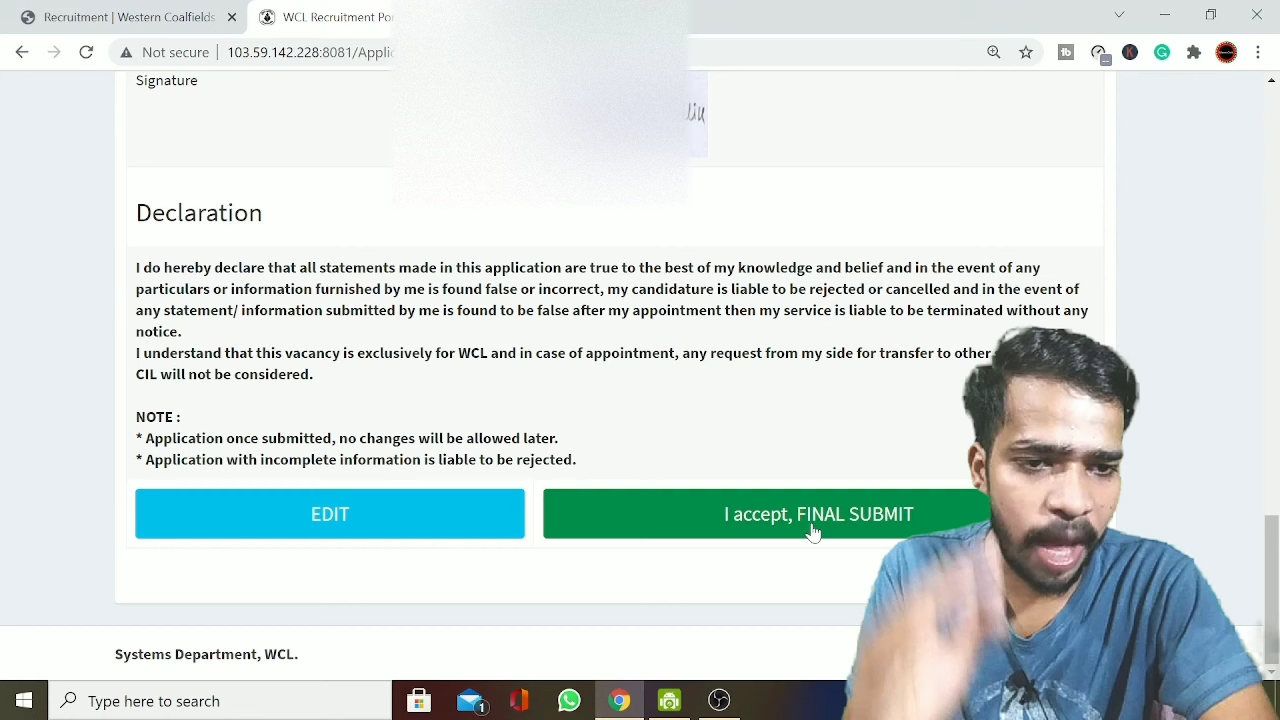 Recruitment | Western Coalfields
WCL Recruitment Po
Not secure
103.59.142.228:8081/Applic
Signature
Declaration
I do hereby declare that all statements made in this application are true to the best of my knowledge and belief and in the event of any
particulars or information furnished by me is found false or incorrect, my candidature is liable to be rejected or cancelled and in the event of
any statement/ information submitted by me is found to be false after my appointment then my service is liable to be terminated without any
notice.
I understand that this vacancy is exclusively for WCL and in case of appointment, any request from my side for transfer to other
CIL will not be considered.
NOTE :
* Application once submitted, no changes will be allowed later.
* Application with incomplete information is liable to be rejected.
EDIT
I accept, FINAL SUBMIT
Systems Department, WCL.
Type here to search
1